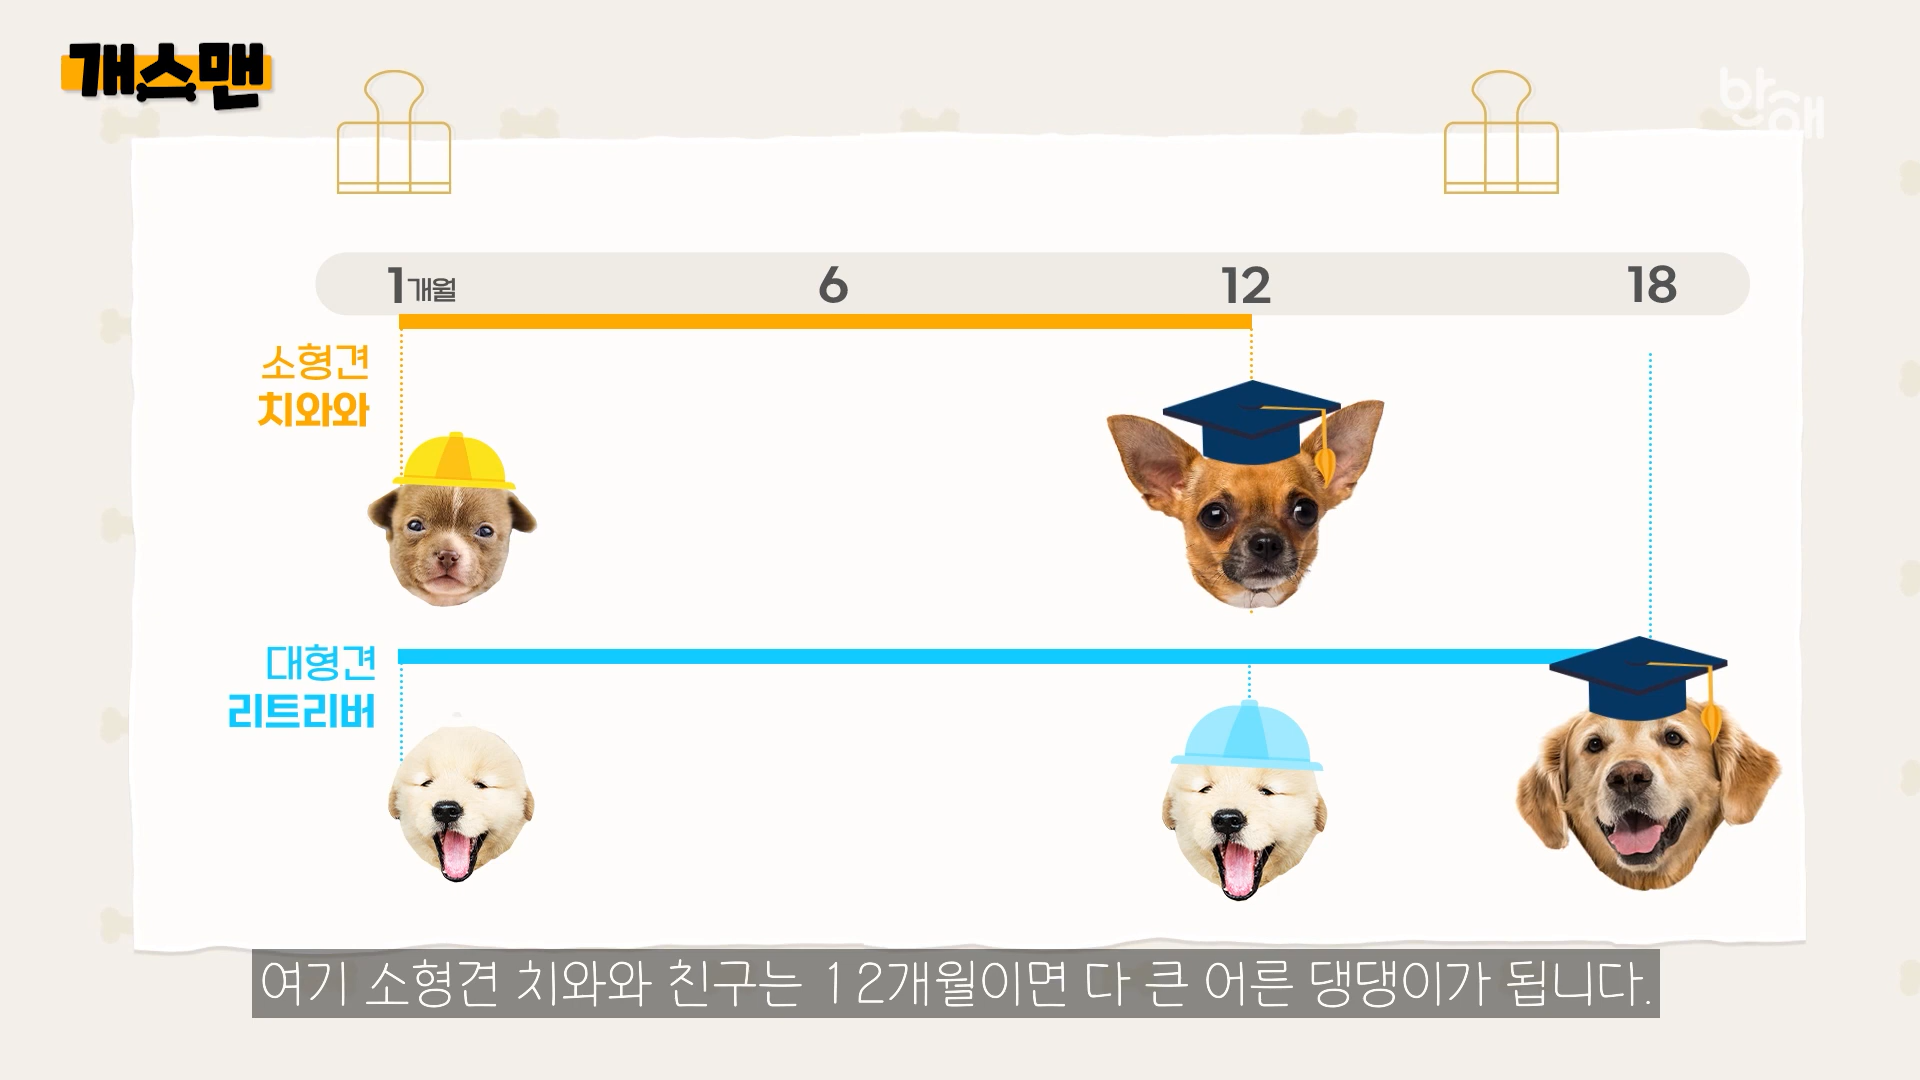 개스맨
반해
1개월 6 12 18
소형견
치와와
대형견
리트리버
여기 소형견 치와와 친구는 12개월이면 다 큰 어른 댕댕이가 됩니다.